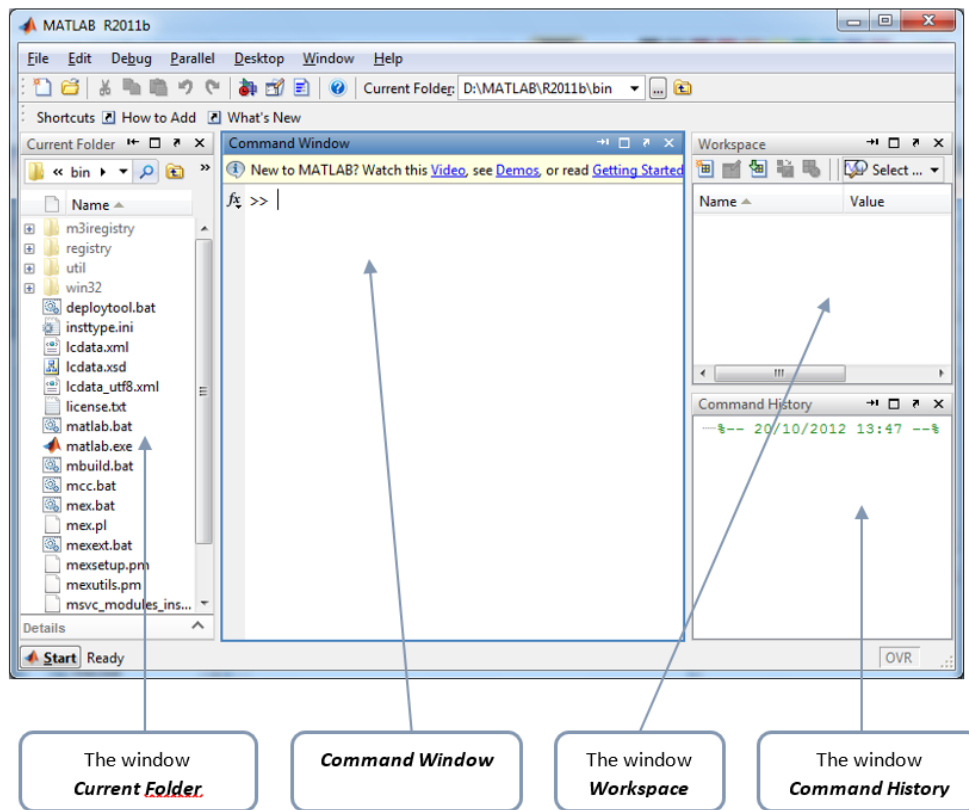 MATLAB R2011b
File Edit Debug Parallel Desktop Window Help
Current Folder: D:\MATLAB\R2011b\bin
Shortcuts How to Add What's New
Current Folder
« bin
»
Name
m3iregistry
registry
util
win32
deploytool.bat
insttype.ini
lcdata.xml
lcdata.xsd
lcdata_utf8.xml
license.txt
matlab.bat
matlab.exe
mbuild.bat
mcc.bat
mex.bat
mex.pl
mexext.bat
mexsetup.pm
mexutils.pm
msvc_modules_ins...
Details
Command Window
New to MATLAB? Watch this Video, see Demos, or read Getting Started
fx >>
Workspace
Select ...
Name Value
Command History
%-- 20/10/2012 13:47 --%
Start Ready
OVR
The window
Current Folder
Command Window
The window
Workspace
The window
Command History